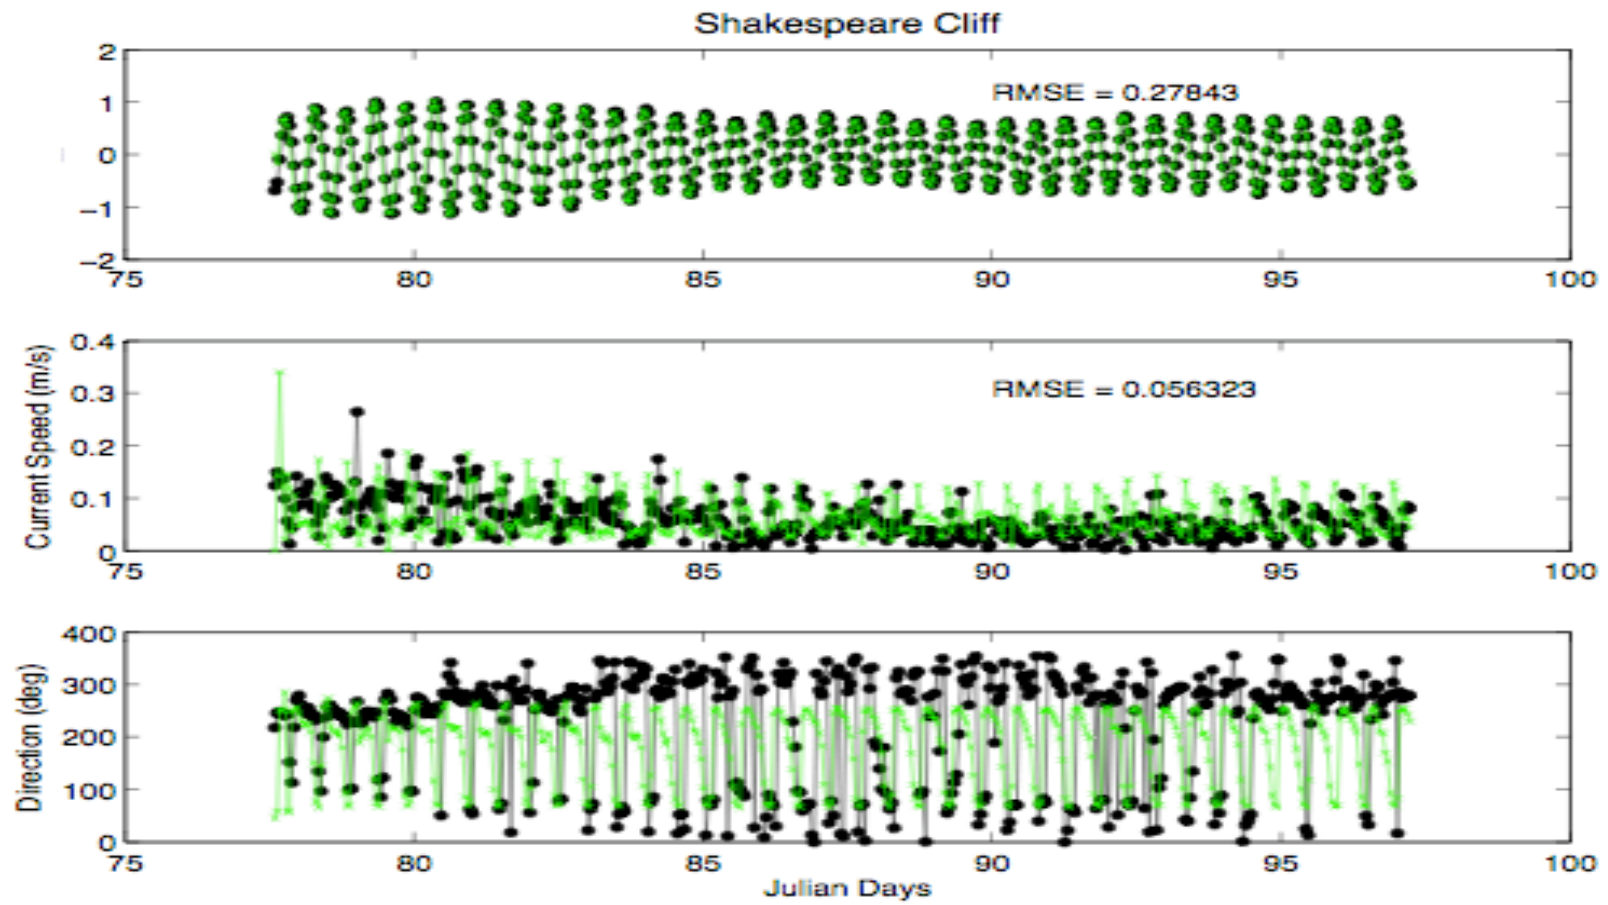 Shakespeare Cliff
2
1
0
−1
−2
RMSE = 0.27843
75 80 85 90 95 100
Current Speed (m/s)
0.4
0.3
0.2
0.1
0
RMSE = 0.056323
75 80 85 90 95 100
Direction (deg)
400
300
200
100
0
75 80 85 90 95 100
Julian Days